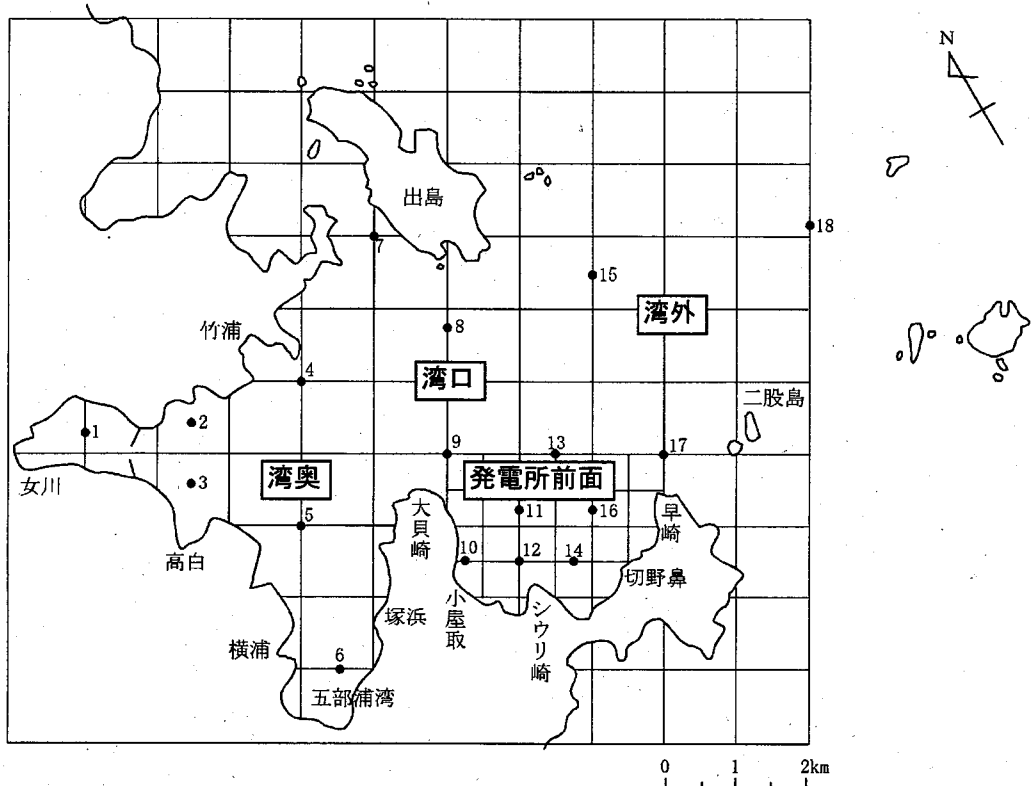 N
出島
18
7
15
湾外
竹浦
8
湾口
4
二股島
2
1
9
13
17
湾奥
発電所前面
女川
3
大貝崎
11
16
早崎
5
高白
10
12
14
切野鼻
小屋取
塚浜
シウリ崎
横浦
6
五部浦湾
0 1 2km